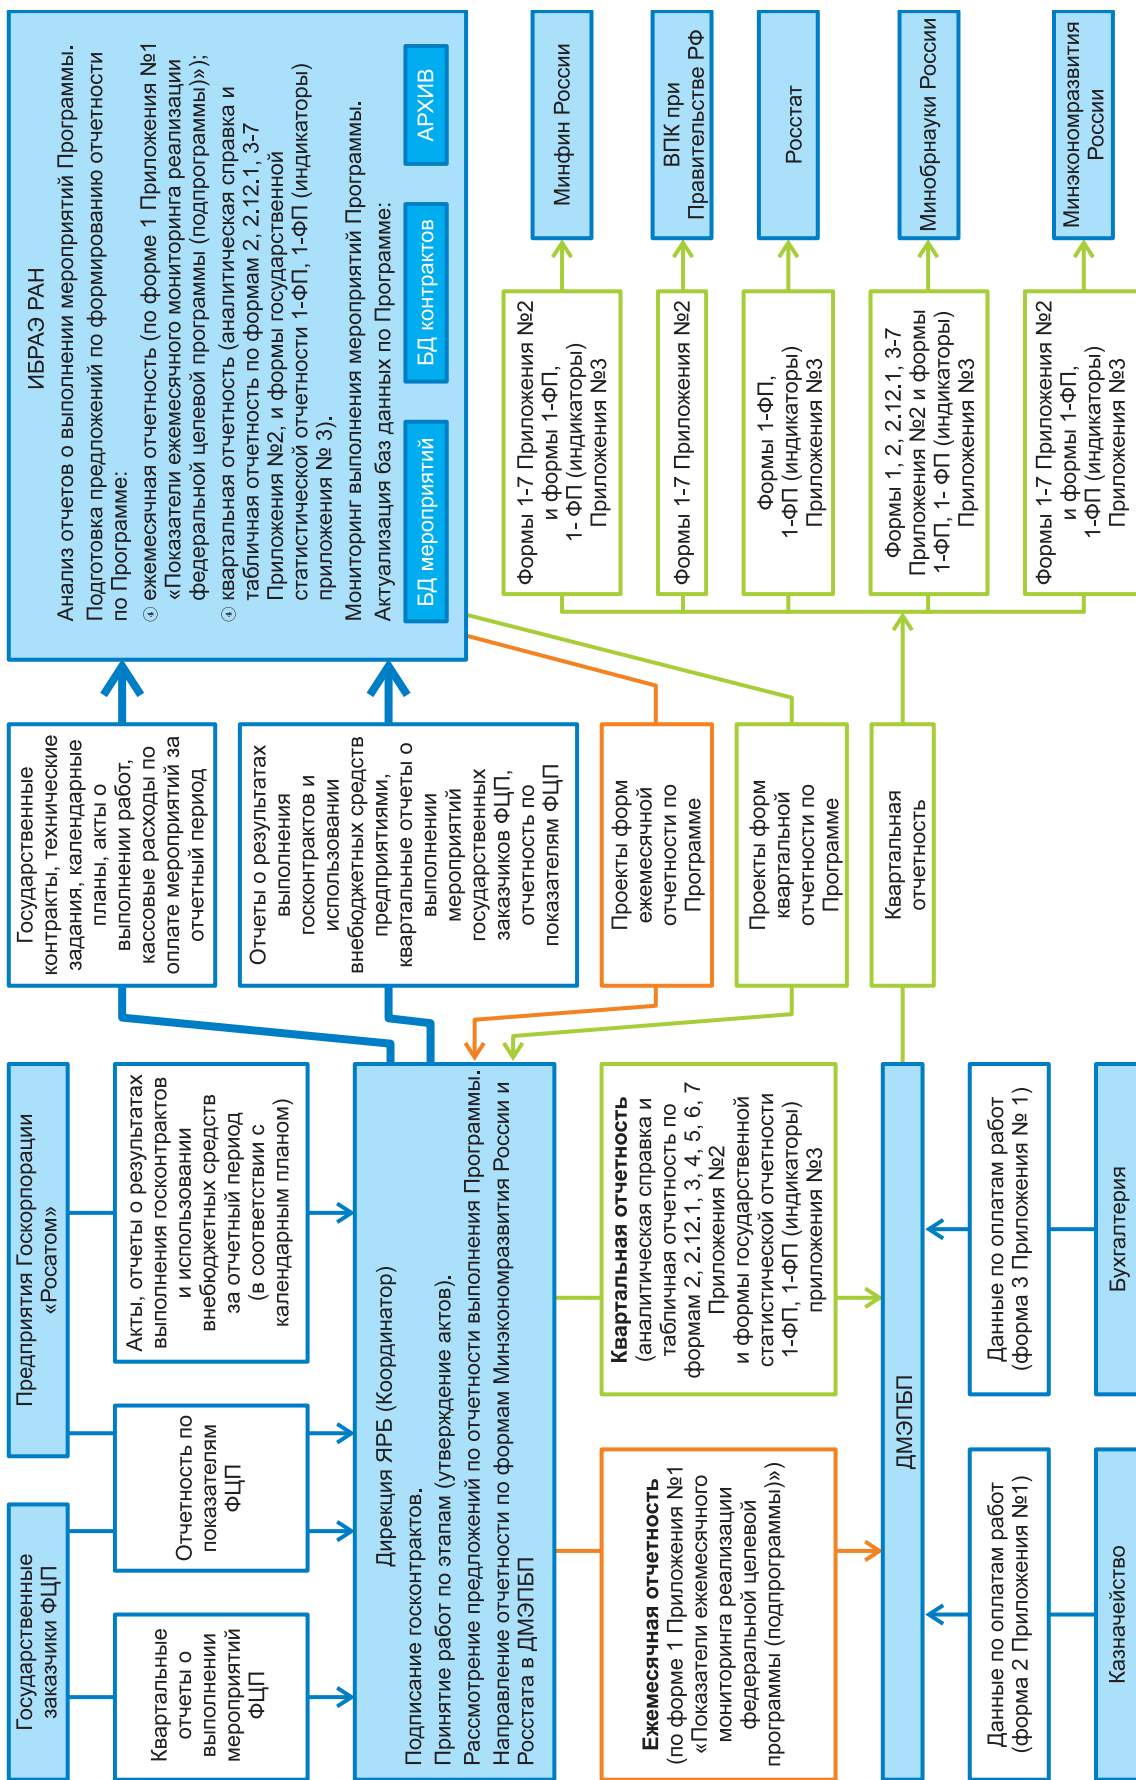 Государственные
заказчики ФЦП
Предприятия Госкорпорации
«Росатом»
Квартальные
отчеты о
выполнении
мероприятий
ФЦП
Отчетность по
показателям
ФЦП
Акты, отчеты о результатах
выполнения госконтрактов
и использовании
внебюджетных средств
за отчетный период
(в соответствии с
календарным планом)
Государственные
контракты, технические
задания, календарные
планы, акты о
выполнении работ,
кассовые расходы по
оплате мероприятий за
отчетный период
ИБРАЭ РАН
Анализ отчетов о выполнении мероприятий Программы.
Подготовка предложений по формированию отчетности
по Программе:
④ ежемесячная отчетность (по форме 1 Приложения №1
«Показатели ежемесячного мониторинга реализации
федеральной целевой программы (подпрограммы)»);
④ квартальная отчетность (аналитическая справка и
табличная отчетность по формам 2, 2.12.1, 3-7
Приложения №2, и формы государственной
статистической отчетности 1-ФП, 1-ФП (индикаторы)
приложения № 3).
Мониторинг выполнения мероприятий Программы.
Актуализация баз данных по Программе:
БД мероприятий
БД контрактов
АРХИВ
Дирекция ЯРБ (Координатор)
Подписание госконтрактов.
Принятие работ по этапам (утверждение актов).
Рассмотрение предложений по отчетности выполнения Программы.
Направление отчетности по формам Минэкономразвития России и
Росстата в ДМЭПБП
Отчеты о результатах
выполнения
госконтрактов и
использовании
внебюджетных средств
предприятиями,
квартальные отчеты о
выполнении
мероприятий
государственных
заказчиков ФЦП,
отчетность по
показателям ФЦП
Проекты форм
ежемесячной
отчетности по
Программе
Проекты форм
квартальной
отчетности по
Программе
Квартальная
отчетность
Ежемесячная отчетность
(по форме 1 Приложения №1
«Показатели ежемесячного
мониторинга реализации
федеральной целевой
программы (подпрограммы)»)
Квартальная отчетность
(аналитическая справка и
табличная отчетность по
формам 2, 2.12.1, 3, 4, 5, 6, 7
Приложения №2
и формы государственной
статистической отчетности
1-ФП, 1-ФП (индикаторы)
приложения №3
ДМЭПБП
Данные по оплатам работ
(форма 2 Приложения №1)
Данные по оплатам работ
(форма 3 Приложения № 1)
Казначейство
Бухгалтерия
Формы 1-7 Приложения №2
и формы 1-ФП,
1- ФП (индикаторы)
Приложения №3
Минфин России
Формы 1-7 Приложения №2
ВПК при
Правительстве РФ
Формы 1-ФП,
1-ФП (индикаторы)
Приложения №3
Росстат
Формы 1, 2, 2.12.1, 3-7
Приложения №2 и формы
1-ФП, 1- ФП (индикаторы)
Приложения №3
Минобрнауки России
Формы 1-7 Приложения №2
и формы 1-ФП,
1-ФП (индикаторы)
Приложения №3
Минэкономразвития
России